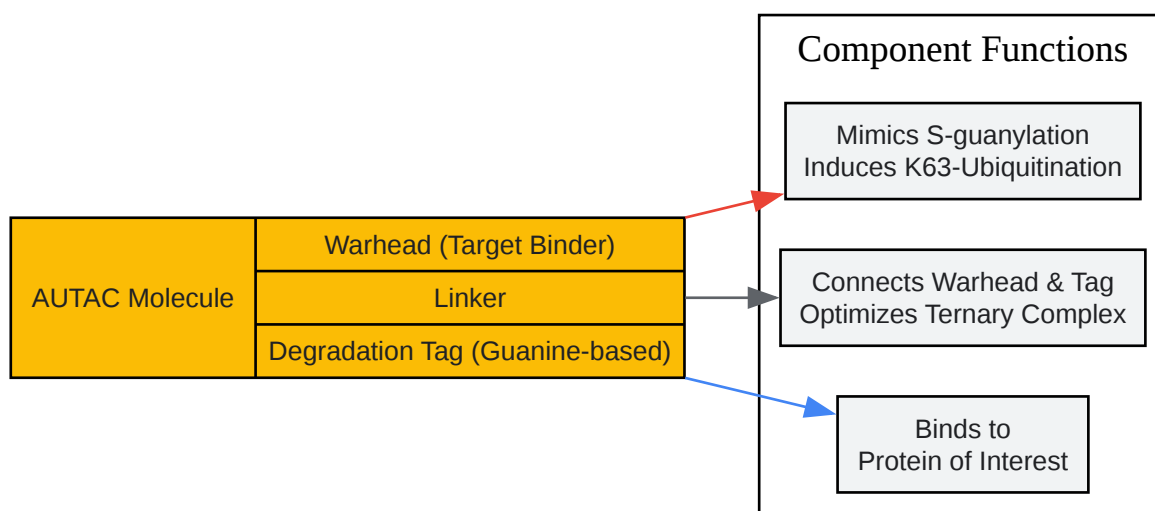 Component Functions
Mimics S-guanylation
Induces K63-Ubiquitination
AUTAC Molecule
Warhead (Target Binder)
Linker
Degradation Tag (Guanine-based)
Connects Warhead & Tag
Optimizes Ternary Complex
Binds to
Protein of Interest